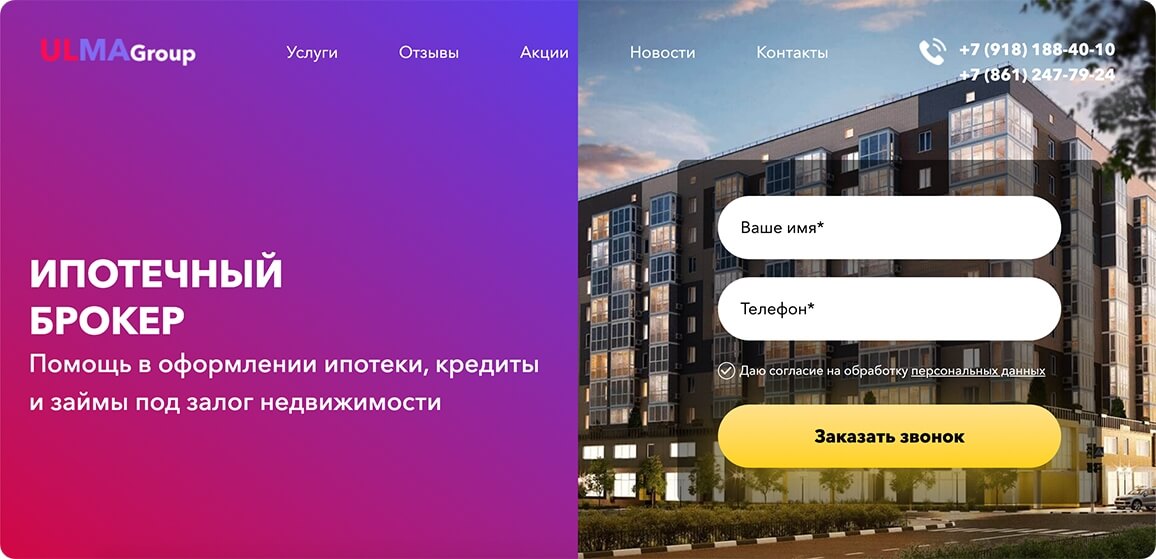 ULMAGroup
Услуги
Отзывы
Акции
Новости
Контакты
+7 (918) 188-40-10
+7 (861) 247-79-24
ИПОТЕЧНЫЙ
БРОКЕР
Помощь в оформлении ипотеки, кредиты
и займы под залог недвижимости
Ваше имя*
Телефон*
Даю согласие на обработку персональных данных
Заказать звонок